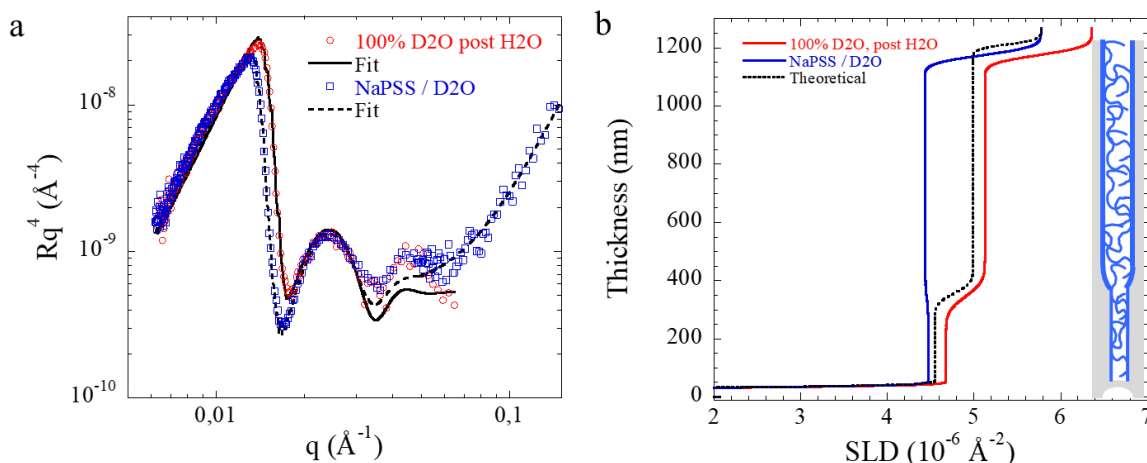 a
100% D2O post H2O
Fit
NaPSS / D2O
Fit
10⁻⁸
10⁻⁹
10⁻¹⁰
Rq⁴ (Å⁻⁴)
0,01
0,1
q (Å⁻¹)
b
100% D2O, post H2O
NaPSS / D2O
Theoretical
1200
1000
800
600
400
200
0
Thickness (nm)
2
3
4
5
6
7
SLD (10⁻⁶ Å⁻²)